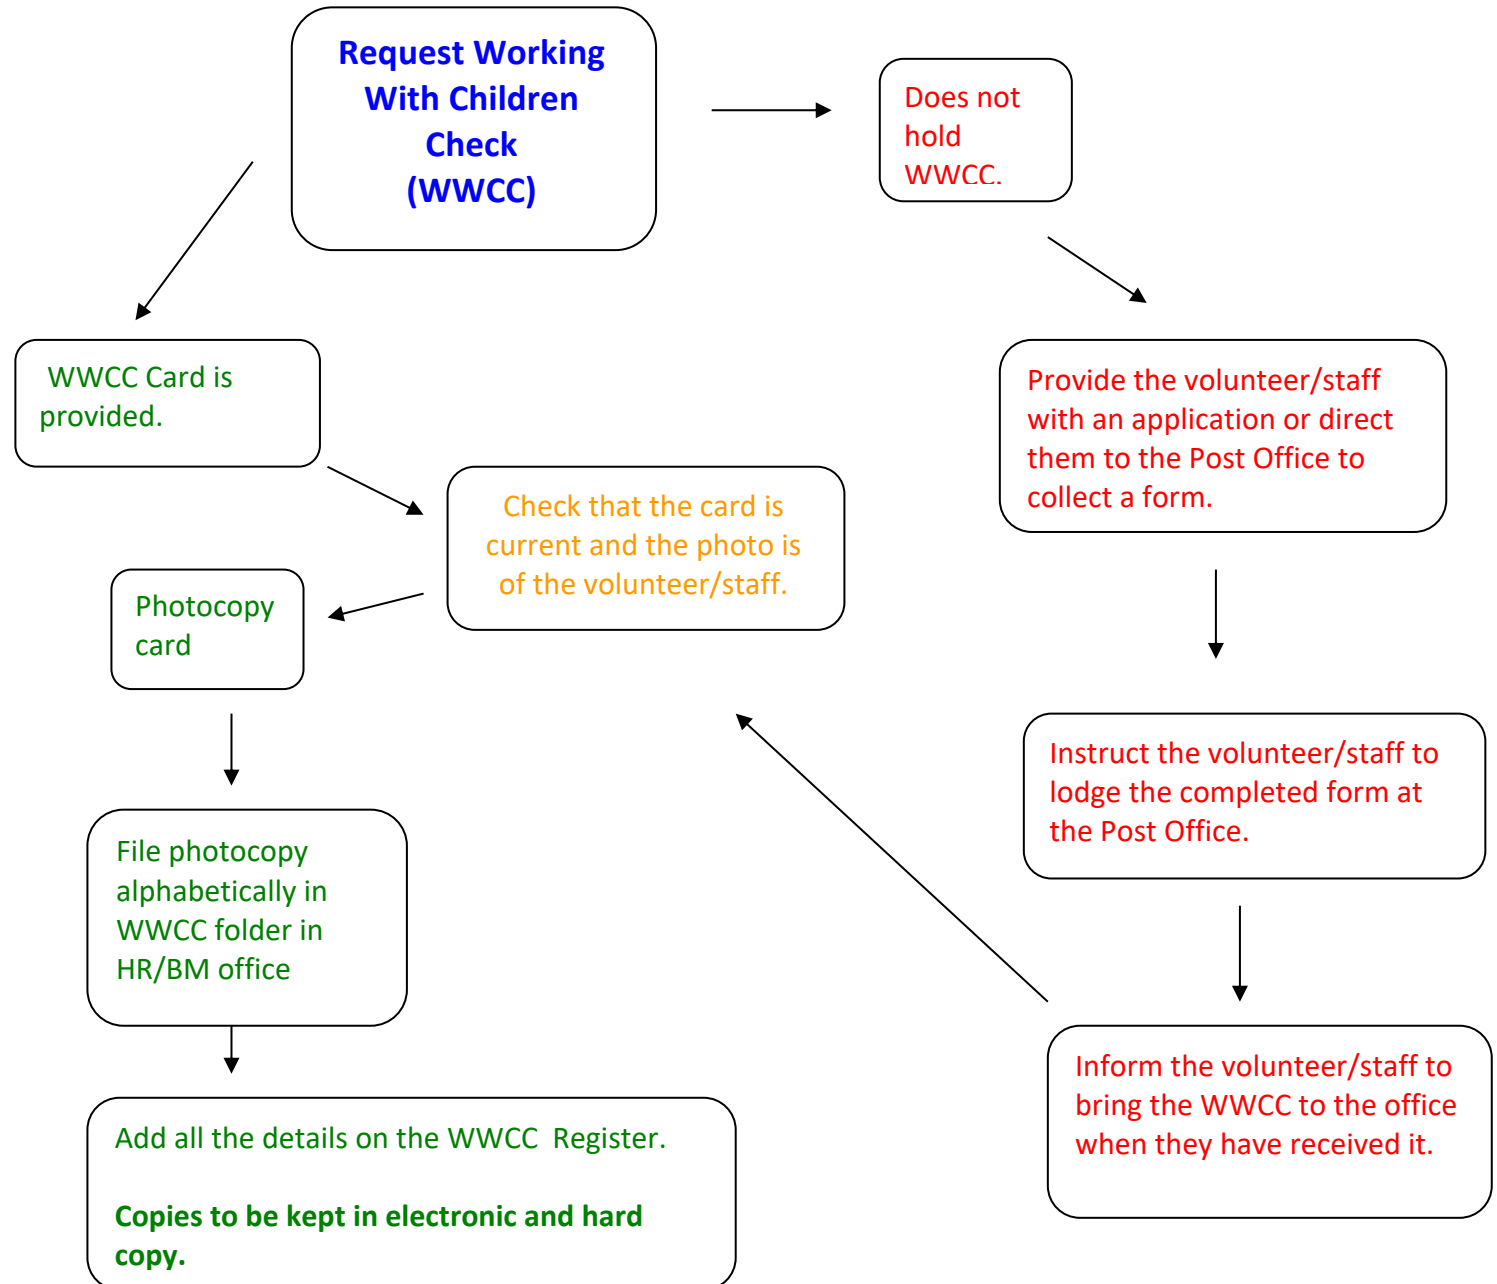 Request Working
With Children
Check
(WWCC)
Does not
hold
WWCC.
WWCC Card is
provided.
Provide the volunteer/staff
with an application or direct
them to the Post Office to
collect a form.
Check that the card is
current and the photo is
of the volunteer/staff.
Photocopy
card
Instruct the volunteer/staff to
lodge the completed form at
the Post Office.
File photocopy
alphabetically in
WWCC folder in
HR/BM office
Inform the volunteer/staff to
bring the WWCC to the office
when they have received it.
Add all the details on the WWCC  Register.
Copies to be kept in electronic and hard
copy.